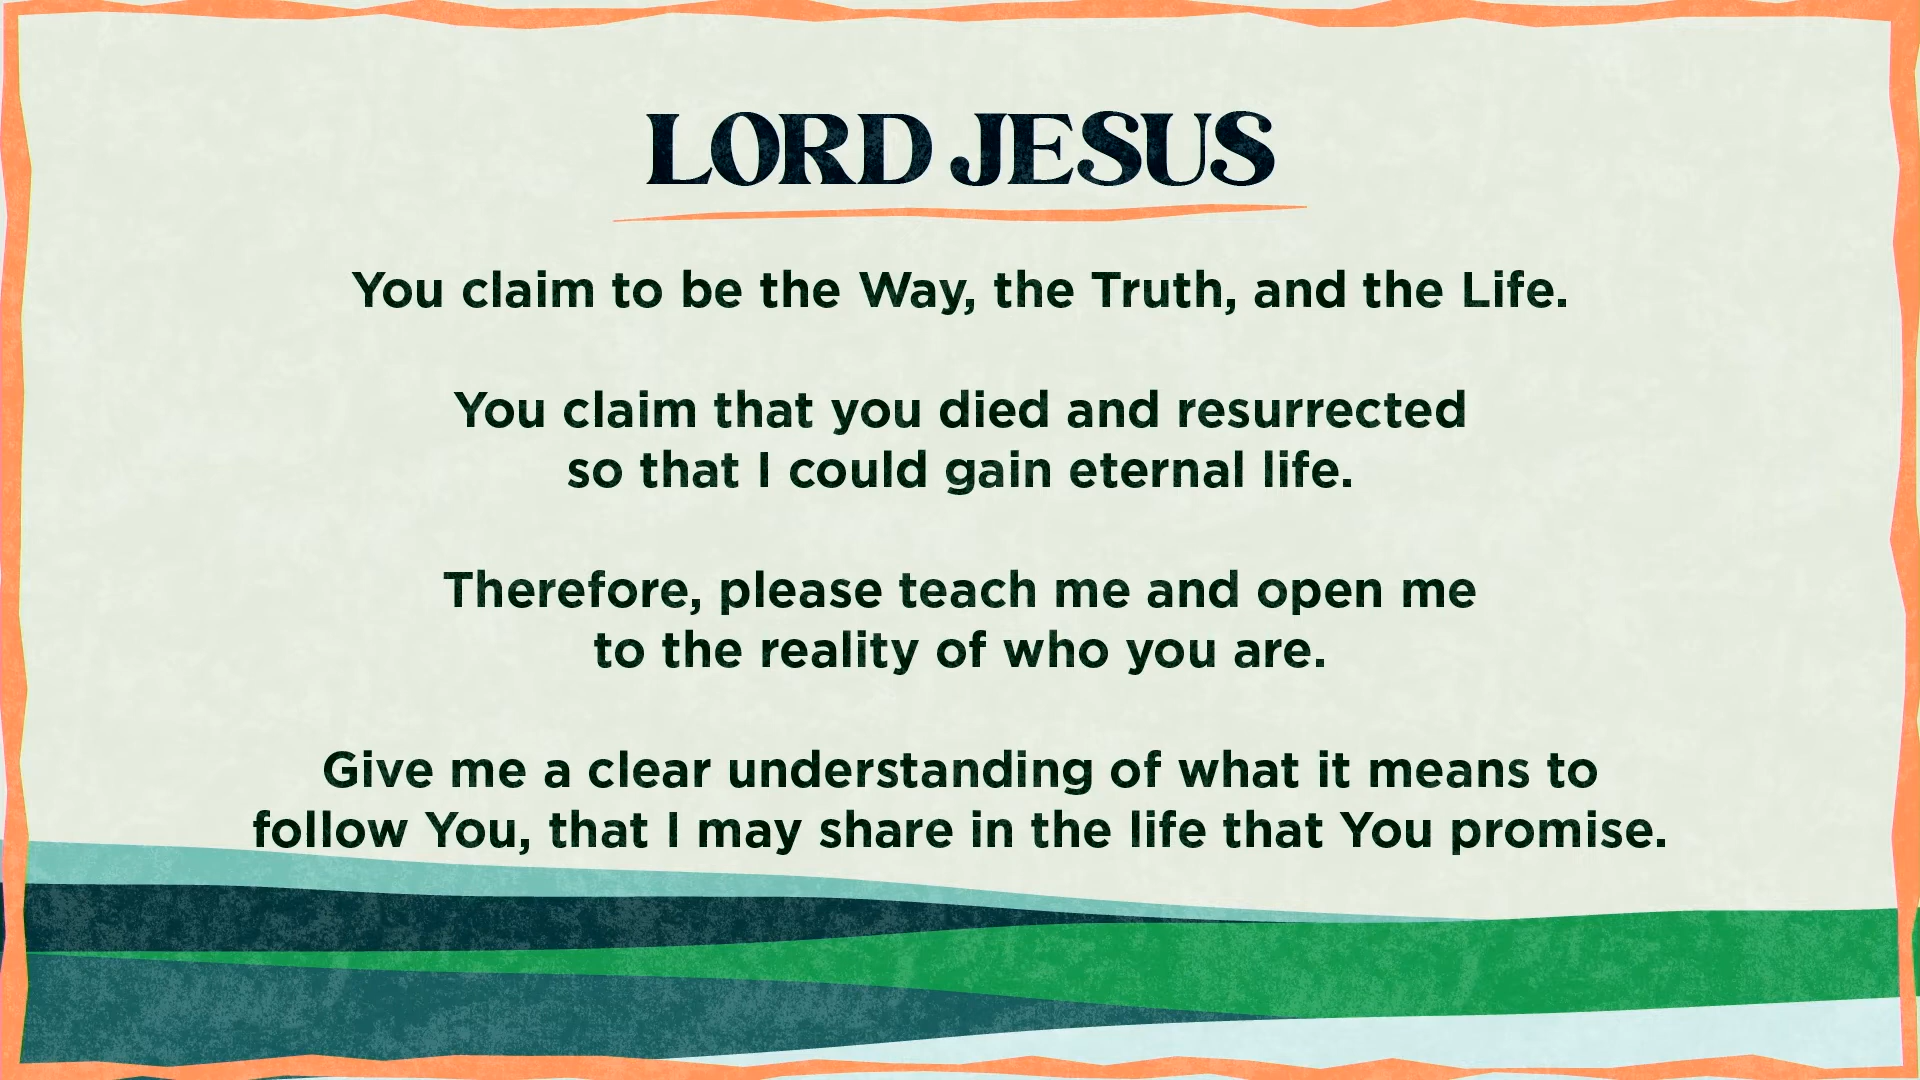 LORD JESUS
You claim to be the Way, the Truth, and the Life.
You claim that you died and resurrected
so that I could gain eternal life.
Therefore, please teach me and open me
to the reality of who you are.
Give me a clear understanding of what it means to
follow You, that I may share in the life that You promise.